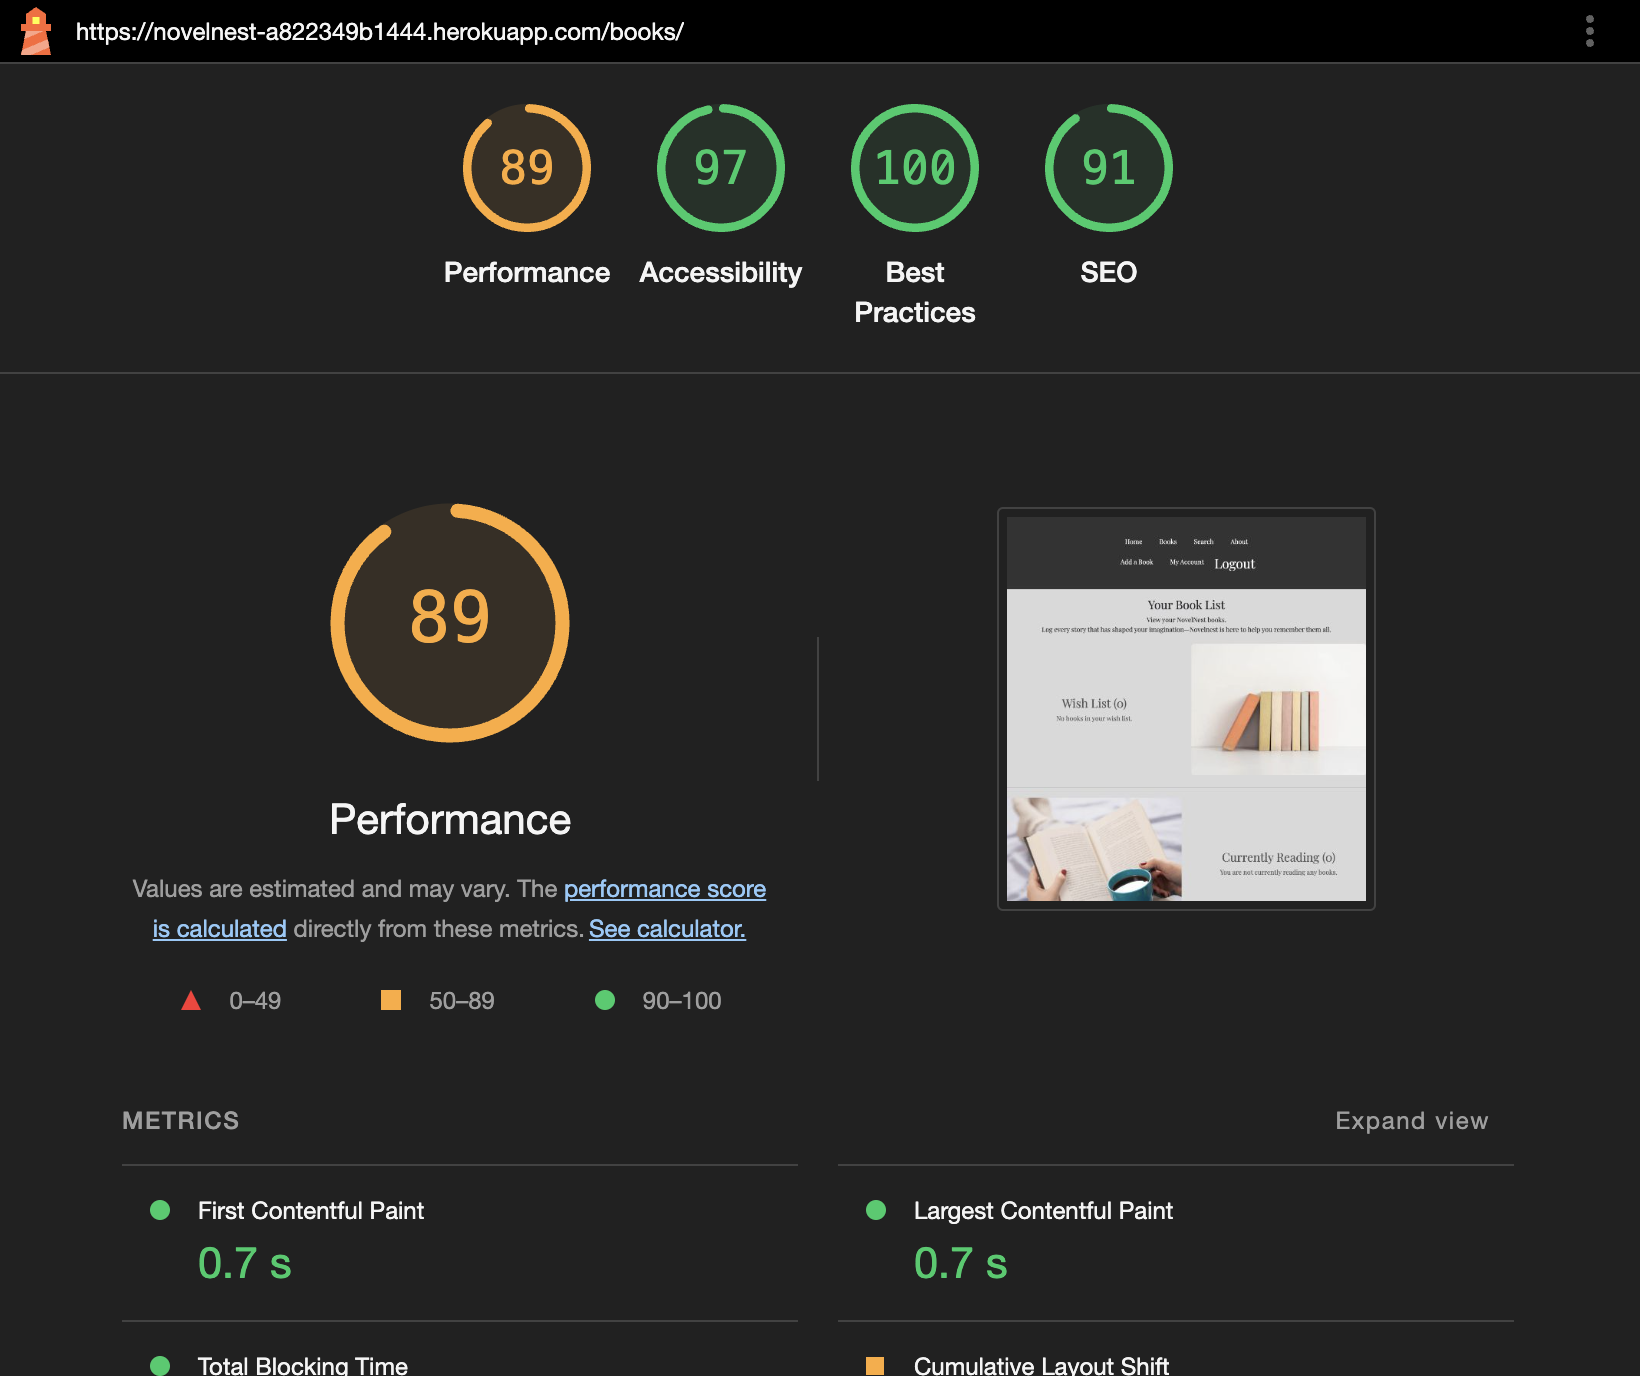 https://novelnest-a822349b1444.herokuapp.com/books/
89
97
100
91
Performance
Accessibility
Best
Practices
SEO
89
Performance
Values are estimated and may vary. The performance score
is calculated directly from these metrics. See calculator.
0–49
50–89
90–100
Home Books Search About
Add a Book My Account Logout
Your Book List
View your NovelNest books.
Log every story that has shaped your imagination—Novelnest is here to help you remember them all.
Wish List (0)
No books in your wish list.
Currently Reading (0)
You are not currently reading any books.
METRICS
Expand view
First Contentful Paint
0.7 s
Largest Contentful Paint
0.7 s
Total Blocking Time
Cumulative Layout Shift